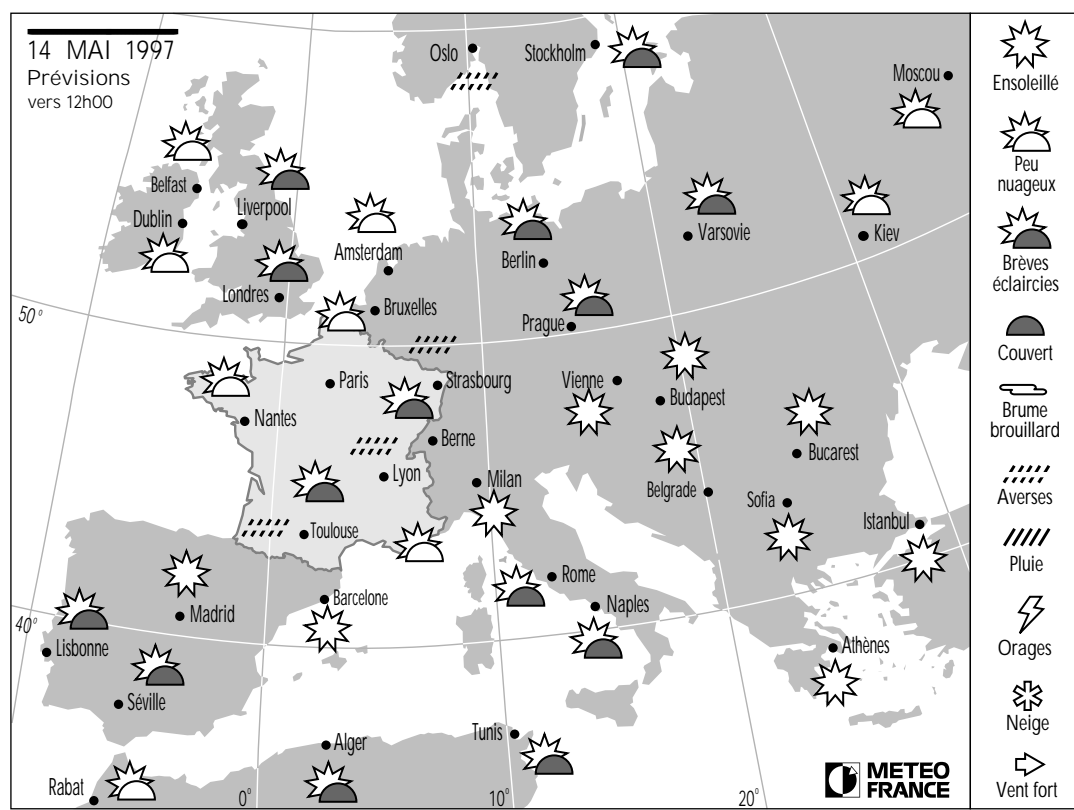 14 MAI 1997
Prévisions
vers 12h00
Oslo
Stockholm
Moscou
Belfast
Dublin
Liverpool
Amsterdam
Berlin
Varsovie
Kiev
Londres
Bruxelles
Prague
50°
Paris
Strasbourg
Vienne
Budapest
Nantes
Berne
Bucarest
Lyon
Milan
Belgrade
Sofia
Istanbul
Toulouse
Rome
Naples
Barcelone
Madrid
40°
Lisbonne
Athènes
Séville
Alger
Tunis
Rabat
0°
10°
20°
METEO
FRANCE
Ensoleillé
Peu
nuageux
Brèves
éclaircies
Couvert
Brume
brouillard
Averses
Pluie
Orages
Neige
Vent fort